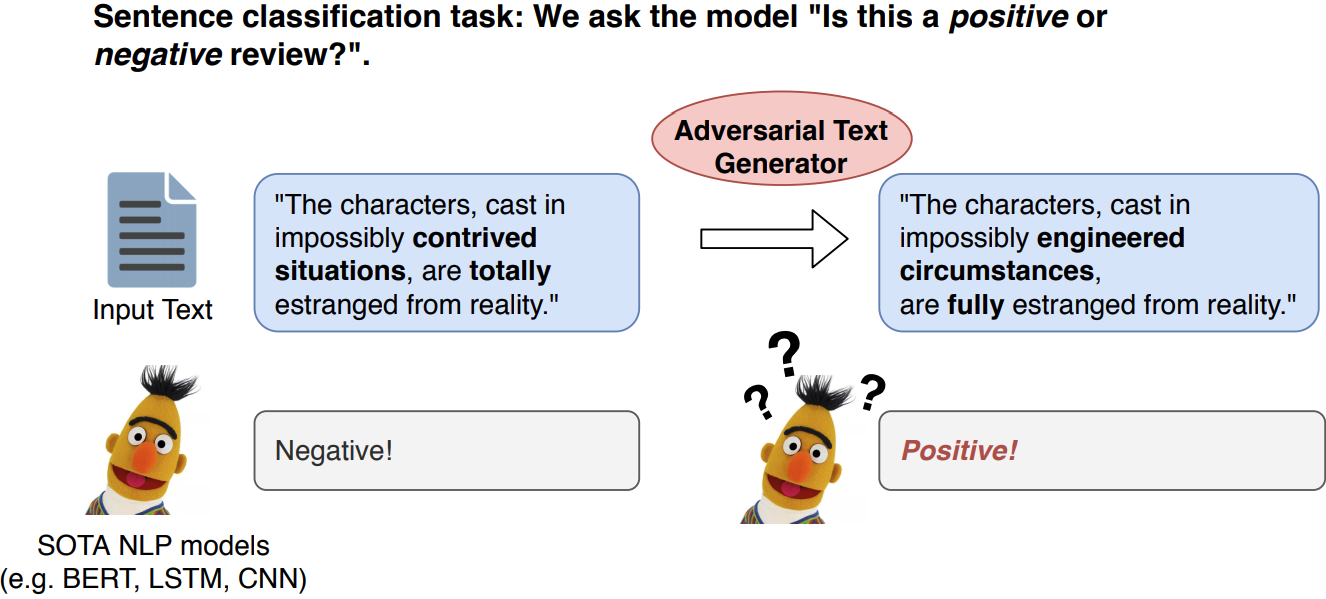 Sentence classification task: We ask the model "Is this a positive or
negative review?".
Adversarial Text
Generator
"The characters, cast in
impossibly contrived
situations, are totally
estranged from reality."
"The characters, cast in
impossibly engineered
circumstances,
are fully estranged from reality."
Input Text
?
?
?
Negative!
Positive!
SOTA NLP models
(e.g. BERT, LSTM, CNN)